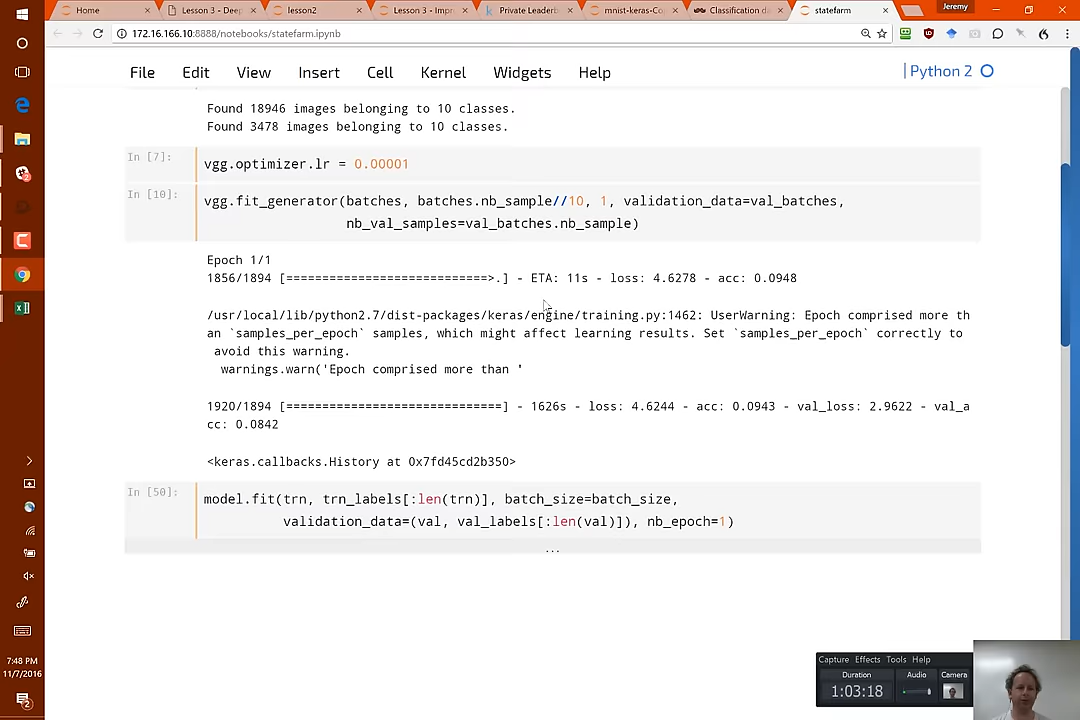 Home
Lesson 3 - Deep
lesson2
Lesson 3 - Impr
Private Leaderb
mnist-keras-Co
Classification da
statefarm
Jeremy
172.16.166.10:8888/notebooks/statefarm.ipynb
File Edit View Insert Cell Kernel Widgets Help
Python 2
Found 18946 images belonging to 10 classes.
Found 3478 images belonging to 10 classes.
In [7]:
vgg.optimizer.lr = 0.00001
In [10]:
vgg.fit_generator(batches, batches.nb_sample//10, 1, validation_data=val_batches,
nb_val_samples=val_batches.nb_sample)
Epoch 1/1
1856/1894 [============================>.] - ETA: 11s - loss: 4.6278 - acc: 0.0948
/usr/local/lib/python2.7/dist-packages/keras/engine/training.py:1462: UserWarning: Epoch comprised more th
an `samples_per_epoch` samples, which might affect learning results. Set `samples_per_epoch` correctly to
avoid this warning.
warnings.warn('Epoch comprised more than '
1920/1894 [==============================] - 1626s - loss: 4.6244 - acc: 0.0943 - val_loss: 2.9622 - val_a
cc: 0.0842
<keras.callbacks.History at 0x7fd45cd2b350>
In [50]:
model.fit(trn, trn_labels[:len(trn)], batch_size=batch_size,
validation_data=(val, val_labels[:len(val)]), nb_epoch=1)
...
Capture Effects Tools Help
Duration
Audio
Camera
1:03:18
7:48 PM
11/7/2016
2